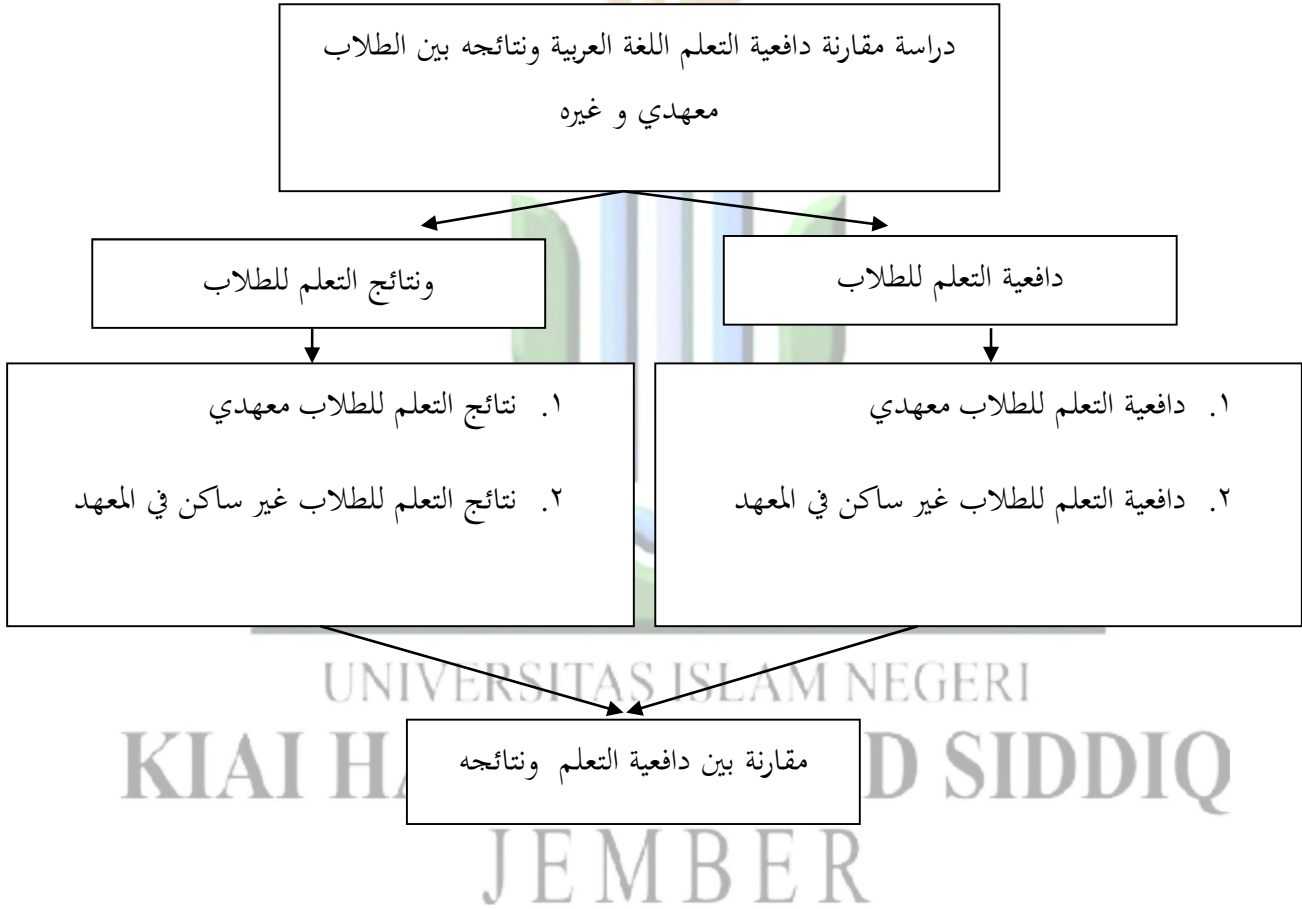 دراسة مقارنة دافعية التعلم اللغة العربية ونتائجه بين الطلاب
معهدي و غيره
دافعية التعلم للطلاب
ونتائج التعلم للطلاب
١. دافعية التعلم للطلاب معهدي
٢. دافعية التعلم للطلاب غير ساكن في المعهد
١. نتائج التعلم للطلاب معهدي
٢. نتائج التعلم للطلاب غير ساكن في المعهد
مقارنة بين دافعية التعلم ونتائجه
UNIVERSITAS ISLAM NEGERI
KIAI H D SIDDIQ
JEMBER